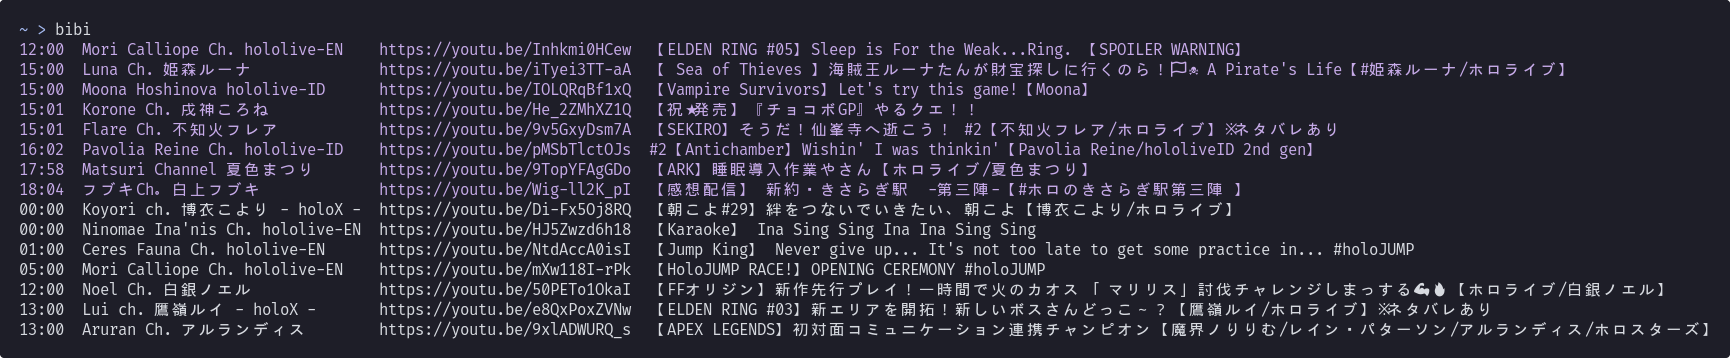 ~ > bibi
12:00  Mori Calliope Ch. hololive-EN    https://youtu.be/Inhkmi0HCew  【ELDEN RING #05】Sleep is For the Weak...Ring. 【SPOILER WARNING】
15:00  Luna Ch. 姫森ルーナ              https://youtu.be/iTyei3TT-aA  【 Sea of Thieves 】海賊王ルーナたんが財宝探しに行くのら！🏳☠ A Pirate's Life【#姫森ルーナ/ホロライブ】
15:00  Moona Hoshinova hololive-ID      https://youtu.be/IOLQRqBf1xQ  【Vampire Survivors】Let's try this game!【Moona】
15:01  Korone Ch. 戌神ころね            https://youtu.be/He_2ZMhXZ1Q  【祝★発売】『チョコボGP』やるクエ！！
15:01  Flare Ch. 不知火フレア           https://youtu.be/9v5GxyDsm7A  【SEKIRO】そうだ！仙峯寺へ逝こう！ #2【不知火フレア/ホロライブ】※ネタバレあり
16:02  Pavolia Reine Ch. hololive-ID    https://youtu.be/pMSbTlctOJs  #2【Antichamber】Wishin' I was thinkin'【Pavolia Reine/hololiveID 2nd gen】
17:58  Matsuri Channel 夏色まつり       https://youtu.be/9TopYFAgGDo  【ARK】睡眠導入作業やさん【ホロライブ/夏色まつり】
18:04  フブキCh。白上フブキ             https://youtu.be/Wig-ll2K_pI  【感想配信】 新約・きさらぎ駅　-第三陣-【#ホロのきさらぎ駅第三陣 】
00:00  Koyori ch. 博衣こより - holoX -  https://youtu.be/Di-Fx5Oj8RQ  【朝こよ#29】絆をつないでいきたい、朝こよ【博衣こより/ホロライブ】
00:00  Ninomae Ina'nis Ch. hololive-EN  https://youtu.be/HJ5Zwzd6h18  【Karaoke】 Ina Sing Sing Ina Ina Sing Sing
01:00  Ceres Fauna Ch. hololive-EN      https://youtu.be/NtdAccA0isI  【Jump King】 Never give up... It's not too late to get some practice in... #holoJUMP
05:00  Mori Calliope Ch. hololive-EN    https://youtu.be/mXw118I-rPk  【HoloJUMP RACE!】OPENING CEREMONY #holoJUMP
12:00  Noel Ch. 白銀ノエル              https://youtu.be/50PETo1OkaI  【FFオリジン】新作先行プレイ！一時間で火のカオス 「 マリリス」討伐チャレンジしまっする💪🔥【ホロライブ/白銀ノエル】
13:00  Lui ch. 鷹嶺ルイ - holoX -       https://youtu.be/e8QxPoxZVNw  【ELDEN RING #03】新エリアを開拓！新しいボスさんどっこ～？【鷹嶺ルイ/ホロライブ】※ネタバレあり
13:00  Aruran Ch. アルランディス        https://youtu.be/9xlADWURQ_s  【APEX LEGENDS】初対面コミュニケーション連携チャンピオン【魔界ノりりむ/レイン・パターソン/アルランディス/ホロスターズ】